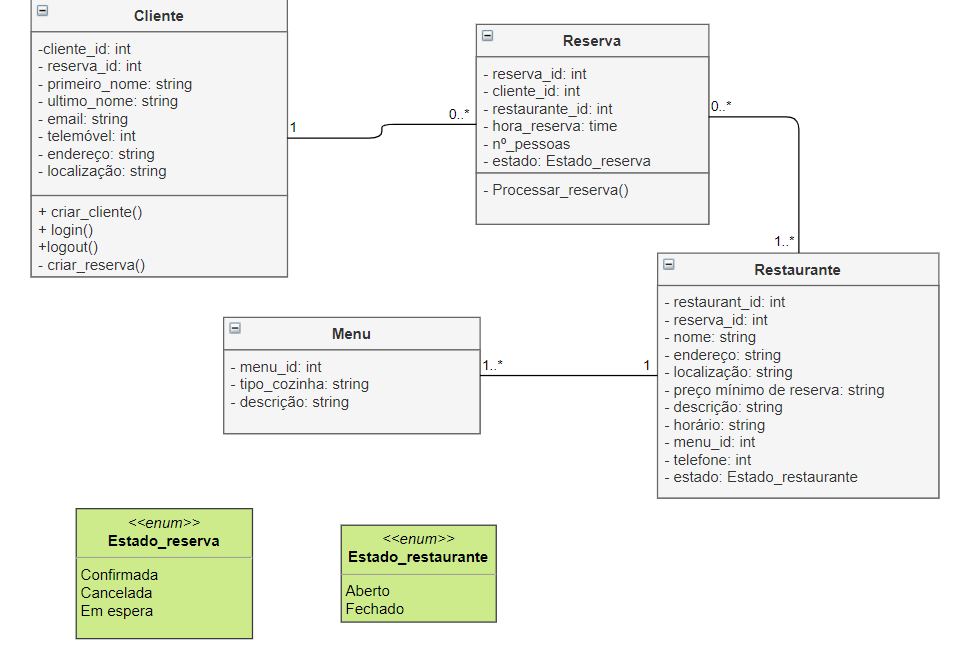 Cliente
-cliente_id: int
- reserva_id: int
- primeiro_nome: string
- ultimo_nome: string
- email: string
- telemóvel: int
- endereço: string
- localização: string
+ criar_cliente()
+ login()
+logout()
- criar_reserva()
1
0..*
Reserva
- reserva_id: int
- cliente_id: int
- restaurante_id: int
- hora_reserva: time
- nº_pessoas
- estado: Estado_reserva
- Processar_reserva()
0..*
1..*
Restaurante
- restaurant_id: int
- reserva_id: int
- nome: string
- endereço: string
- localização: string
- preço mínimo de reserva: string
- descrição: string
- horário: string
- menu_id: int
- telefone: int
- estado: Estado_restaurante
Menu
- menu_id: int
- tipo_cozinha: string
- descrição: string
1..*
1
<<enum>>
Estado_reserva
Confirmada
Cancelada
Em espera
<<enum>>
Estado_restaurante
Aberto
Fechado